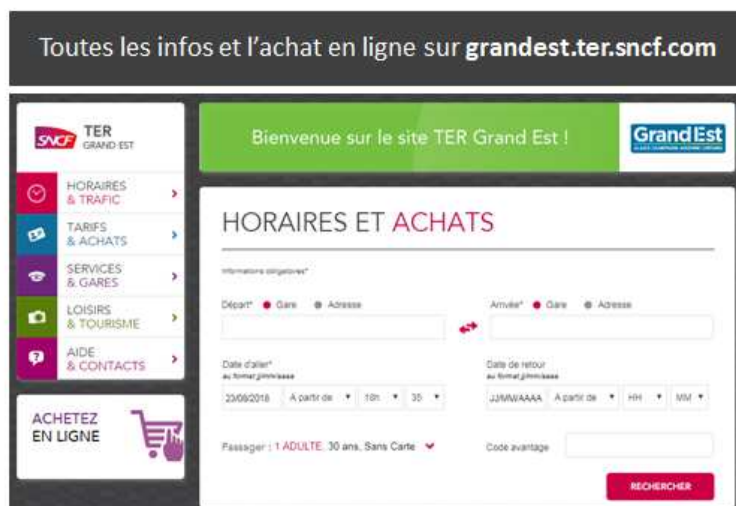 Toutes les infos et l'achat en ligne sur grandest.ter.sncf.com
SNCF
TER
GRAND EST
Bienvenue sur le site TER Grand Est !
Grand Est
HORAIRES
& TRAFIC
TARIFS
& ACHATS
SERVICES
& GARES
LOISIRS
& TOURISME
AIDE
& CONTACTS
ACHETEZ
EN LIGNE
HORAIRES ET ACHATS
Informations obligatoires*
Départ* Gare Adresse
Arrivée* Gare Adresse
Date d'aller*
au format jj/mm/aaaa
23/08/2018 A partir de 10h 35
Date de retour
au format jj/mm/aaaa
JJ/MM/AAAA A partir de HH MM
Passager : 1 ADULTE, 30 ans, Sans Carte
Code avantage
RECHERCHER